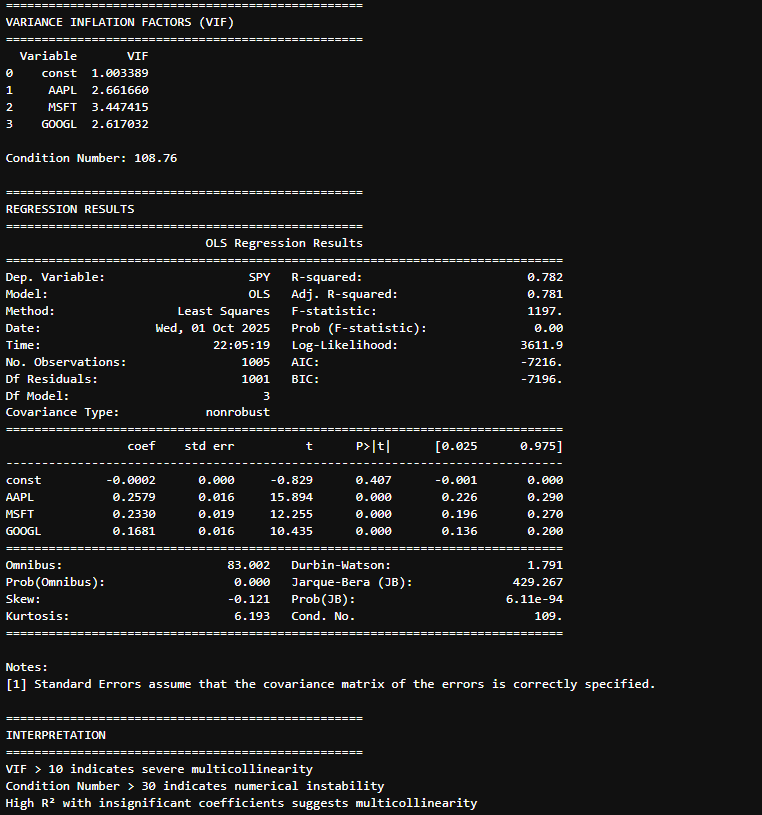 ==================================================
VARIANCE INFLATION FACTORS (VIF)
==================================================
  Variable       VIF
0    const  1.003389
1     AAPL  2.661660
2     MSFT  3.447415
3    GOOGL  2.617032

Condition Number: 108.76

==================================================
REGRESSION RESULTS
==================================================
                            OLS Regression Results
==============================================================================
Dep. Variable:                    SPY   R-squared:                       0.782
Model:                            OLS   Adj. R-squared:                  0.781
Method:                 Least Squares   F-statistic:                     1197.
Date:                Wed, 01 Oct 2025   Prob (F-statistic):               0.00
Time:                        22:05:19   Log-Likelihood:                 3611.9
No. Observations:                1005   AIC:                            -7216.
Df Residuals:                    1001   BIC:                            -7196.
Df Model:                           3
Covariance Type:            nonrobust
==============================================================================
                 coef    std err          t      P>|t|      [0.025      0.975]
------------------------------------------------------------------------------
const         -0.0002      0.000     -0.829      0.407      -0.001       0.000
AAPL           0.2579      0.016     15.894      0.000       0.226       0.290
MSFT           0.2330      0.019     12.255      0.000       0.196       0.270
GOOGL          0.1681      0.016     10.435      0.000       0.136       0.200
==============================================================================
Omnibus:                       83.002   Durbin-Watson:                   1.791
Prob(Omnibus):                  0.000   Jarque-Bera (JB):              429.267
Skew:                          -0.121   Prob(JB):                     6.11e-94
Kurtosis:                       6.193   Cond. No.                         109.
==============================================================================

Notes:
[1] Standard Errors assume that the covariance matrix of the errors is correctly specified.

==================================================
INTERPRETATION
==================================================
VIF > 10 indicates severe multicollinearity
Condition Number > 30 indicates numerical instability
High R² with insignificant coefficients suggests multicollinearity